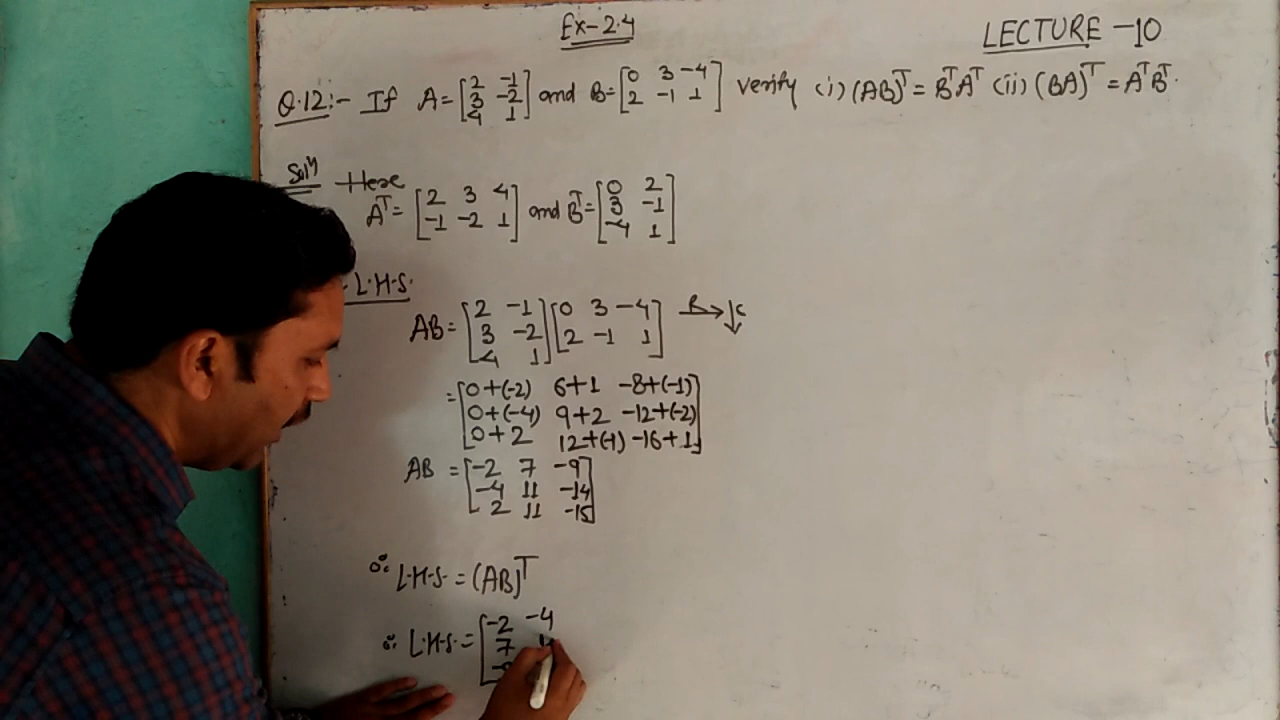 Ex-2.4
LECTURE -10
Q.12:- If A=[2 -1 and B=[0 3 -4] verify (i) (AB)ᵀ = BᵀAᵀ (ii) (BA)ᵀ = AᵀBᵀ.
3 -2 2 -1 1
4 1]
Solⁿ Here
Aᵀ= [2 3 4] and Bᵀ= [0 2]
-1 -2 1 3 -1
-4 1
L.H.S.
AB= [2 -1] [0 3 -4] R→↓C
3 -2 2 -1 1
4 1
= [0+(-2) 6+1 -8+(-1)]
0+(-4) 9+2 -12+(-2)
0+2 12+(-1) -16+1
AB = [-2 7 -9]
-4 11 -14
2 11 -15
∴ L.H.S. = (AB)ᵀ
∴ L.H.S. = [-2 -4
7